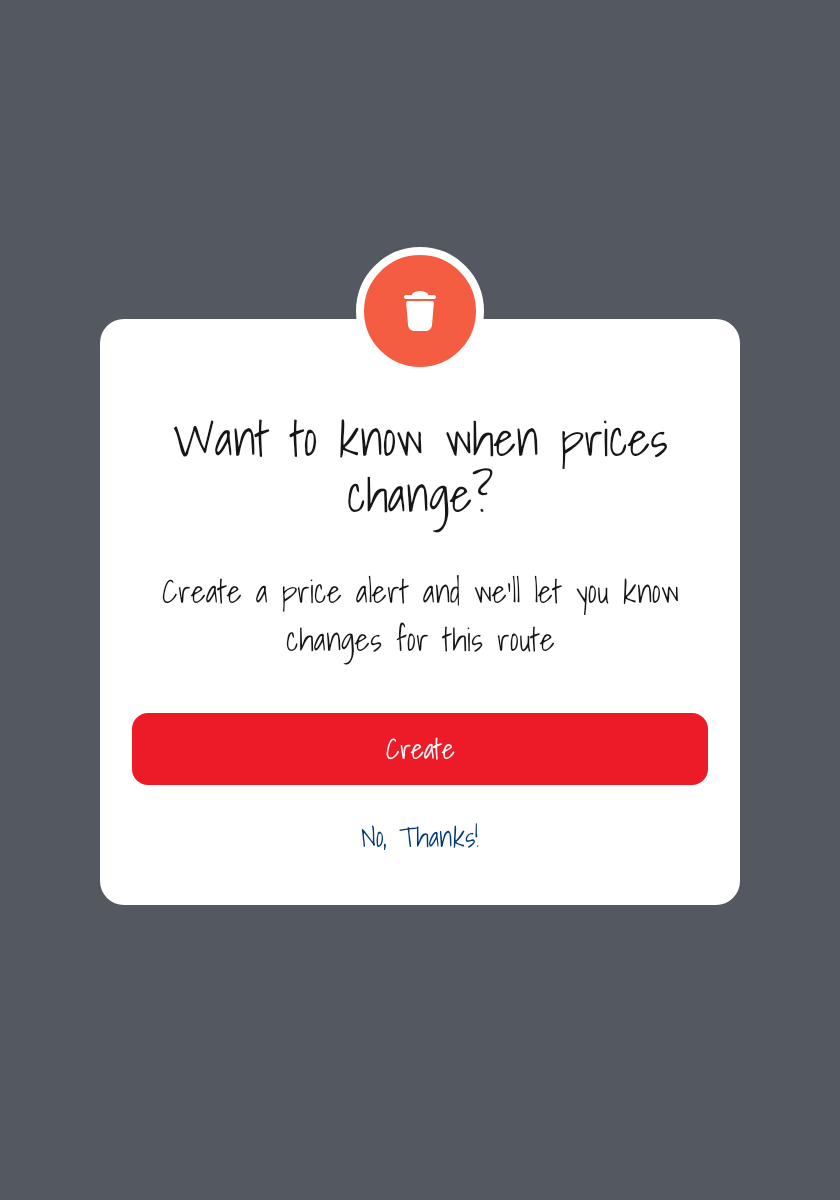 Want to know when prices
change?
Create a price alert and we'll let you know
changes for this route
Create
No, Thanks!